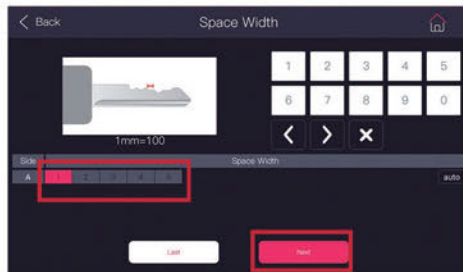 Back
Space Width
1 2 3 4 5
6 7 8 9 0
1mm=100
Side Space Width
A 1 2 3 4 5 auto
Last Next